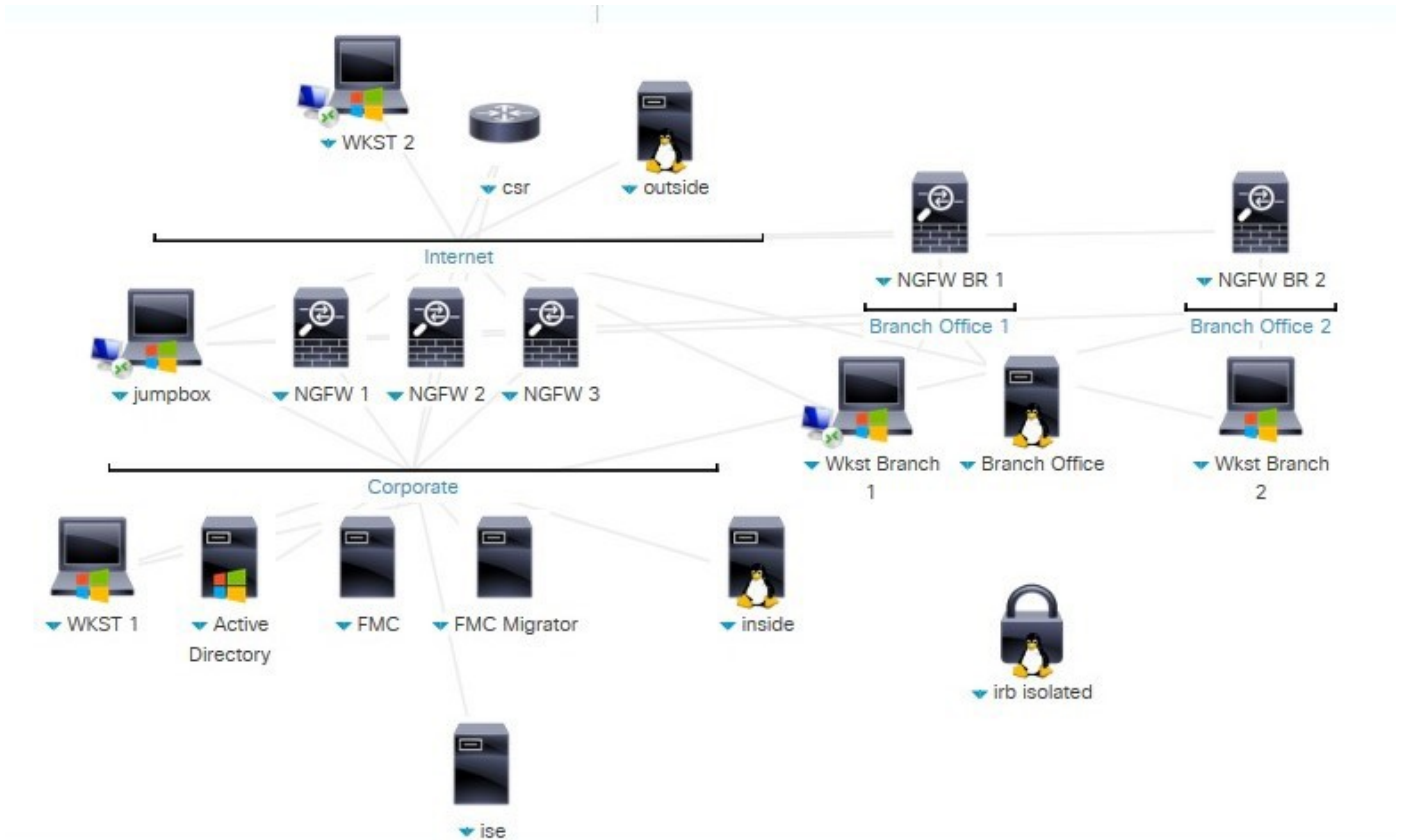 WKST 2
csr
outside
Internet
NGFW BR 1
NGFW BR 2
Branch Office 1
Branch Office 2
jumpbox
NGFW 1
NGFW 2
NGFW 3
Wkst Branch
1
Branch Office
Wkst Branch
2
Corporate
WKST 1
Active
Directory
FMC
FMC Migrator
inside
irb isolated
ise